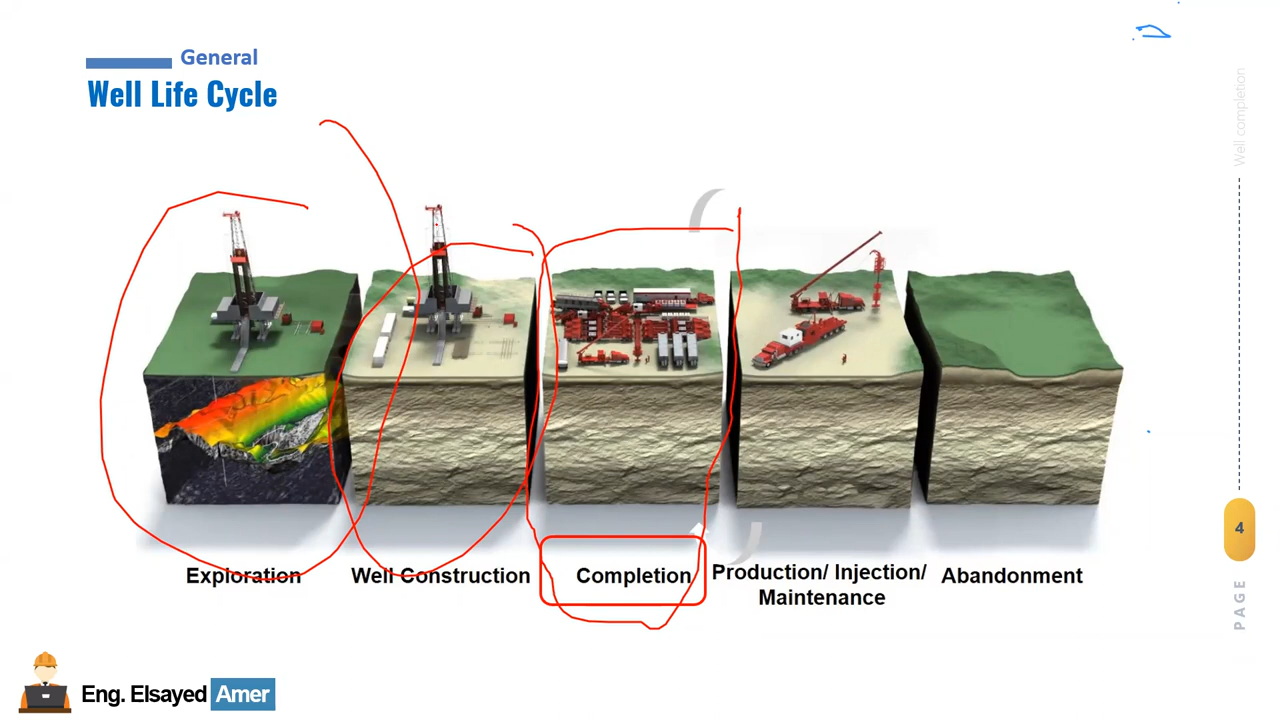 General
Well Life Cycle
Well completion
Exploration
Well Construction
Completion
Production/ Injection/
Maintenance
Abandonment
4
PAGE
Eng. Elsayed Amer